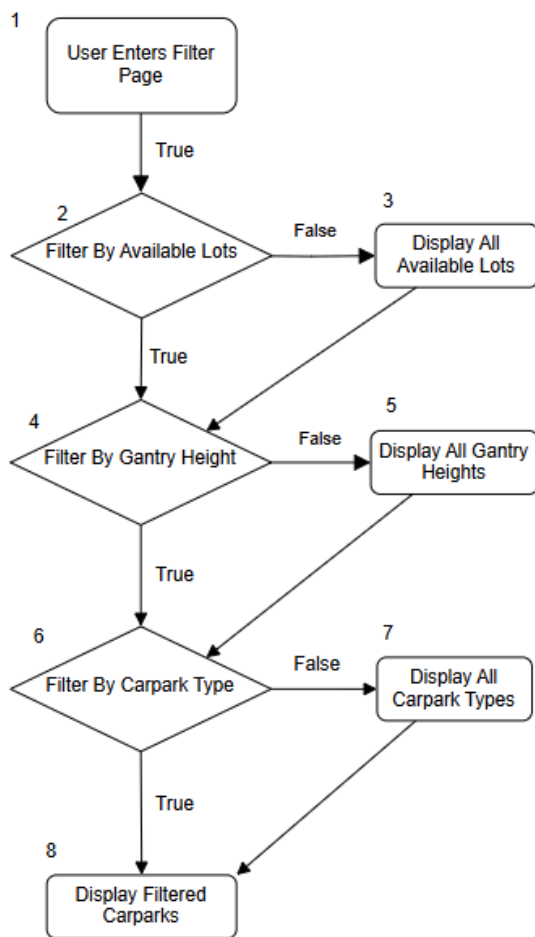 1
User Enters Filter
Page
True
2
Filter By Available Lots
False
3
Display All
Available Lots
True
4
Filter By Gantry Height
False
5
Display All Gantry
Heights
True
6
Filter By Carpark Type
False
7
Display All
Carpark Types
True
8
Display Filtered
Carparks